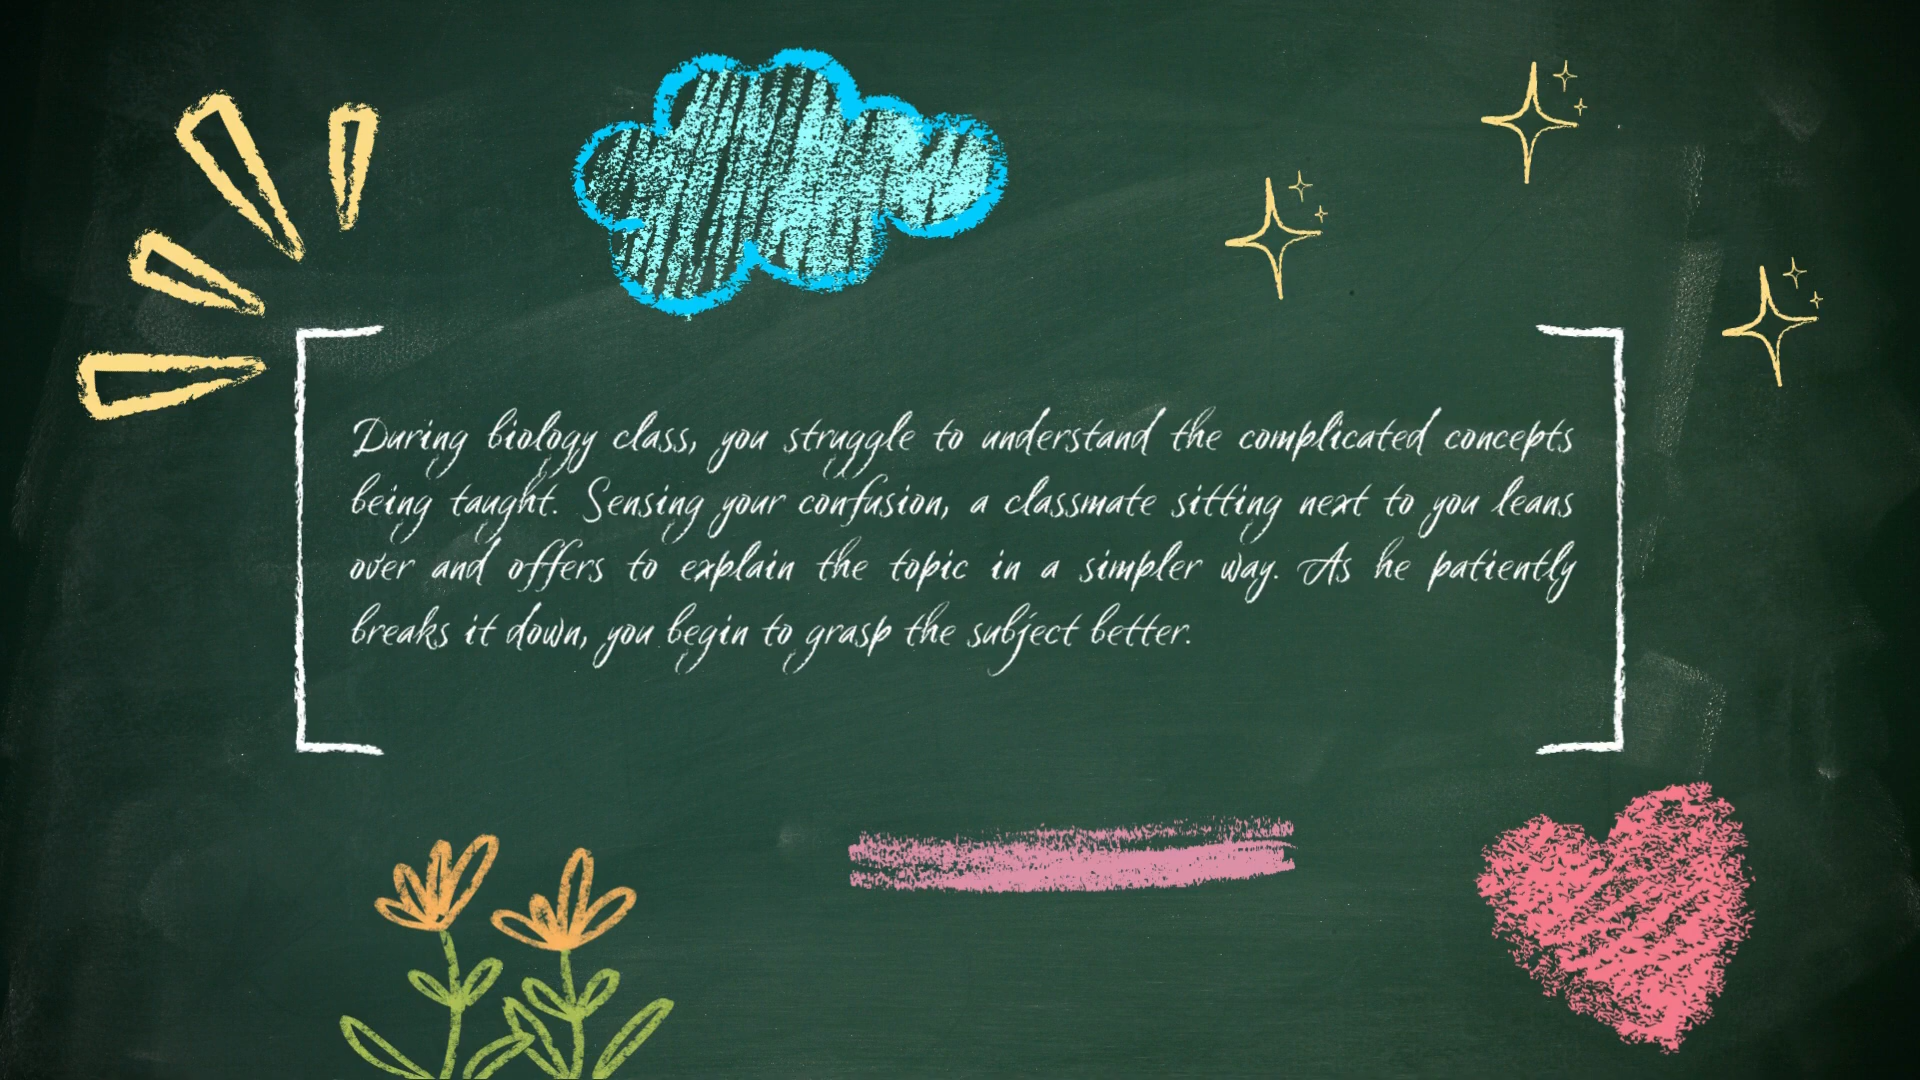 During biology class, you struggle to understand the complicated concepts
being taught. Sensing your confusion, a classmate sitting next to you leans
over and offers to explain the topic in a simpler way. As he patiently
breaks it down, you begin to grasp the subject better.